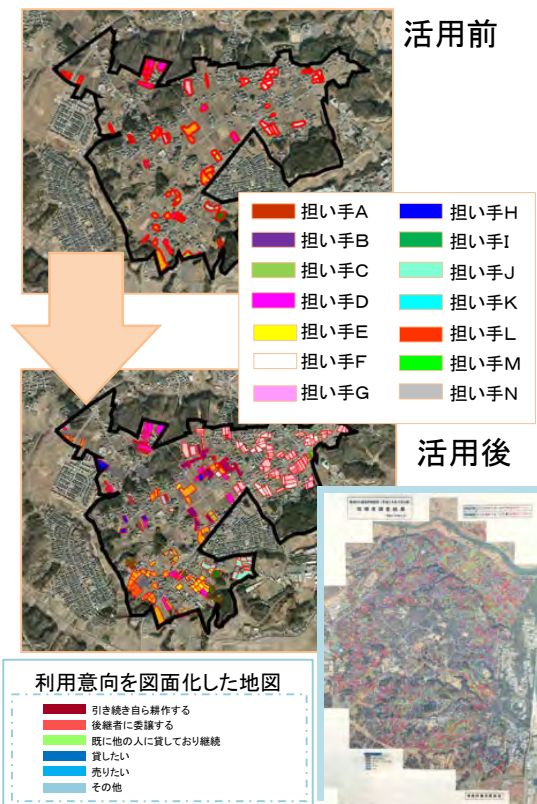 活用前
担い手A
担い手B
担い手C
担い手D
担い手E
担い手F
担い手G
担い手H
担い手I
担い手J
担い手K
担い手L
担い手M
担い手N
活用後
利用意向を図面化した地図
引き続き自ら耕作する
後継者に委譲する
既に他の人に貸しており継続
貸したい
売りたい
その他